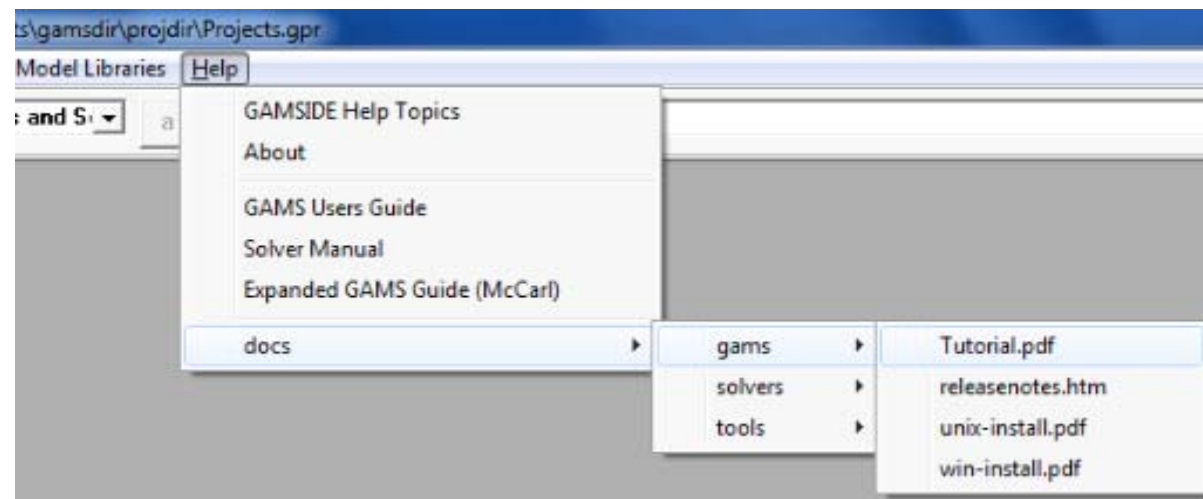 ts\gamsdir\projdir\Projects.gpr
Model Libraries Help
and S
a
GAMSIDE Help Topics
About
GAMS Users Guide
Solver Manual
Expanded GAMS Guide (McCarl)
docs
gams
solvers
tools
Tutorial.pdf
releasenotes.htm
unix-install.pdf
win-install.pdf